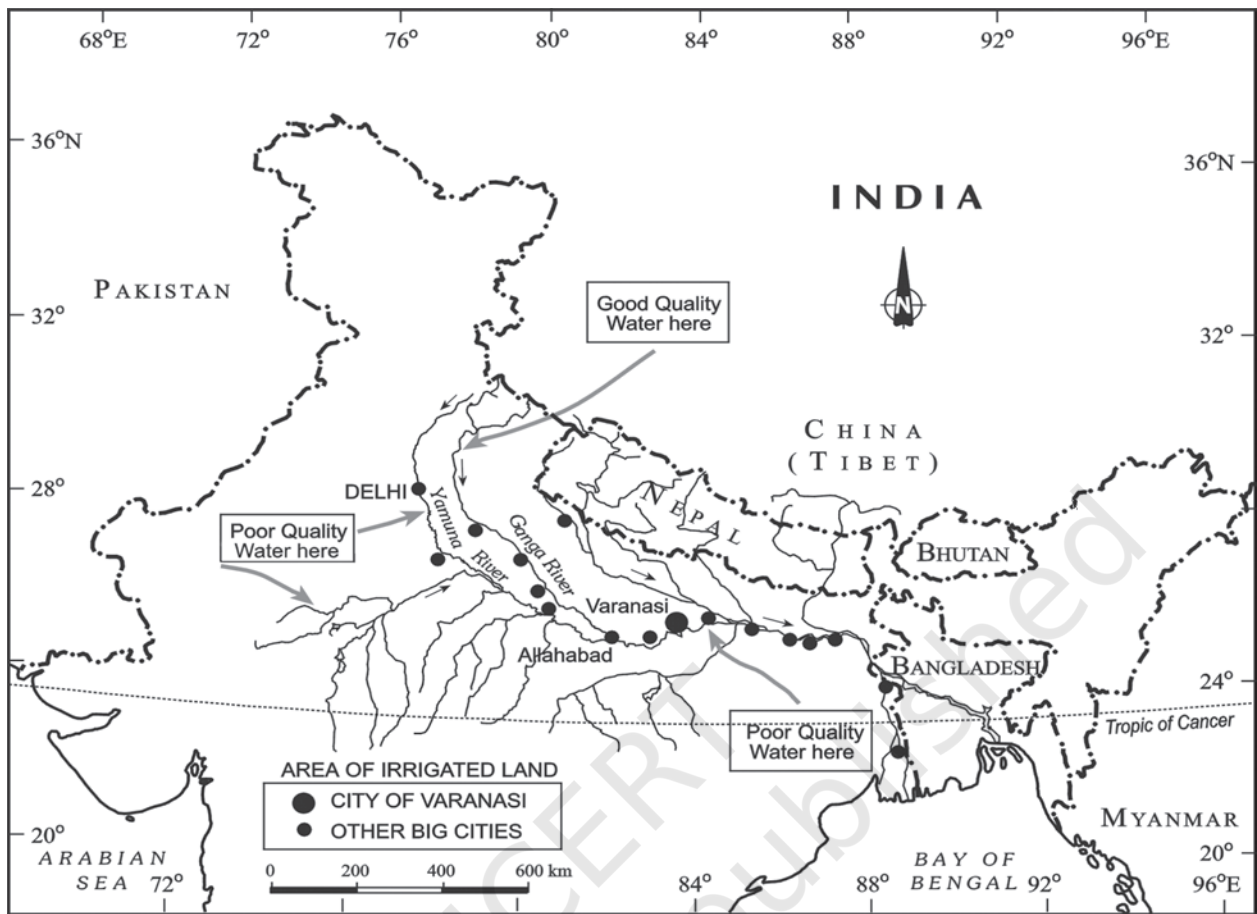 68°E 72° 76° 80° 84° 88° 92° 96°E
36°N
36°N
INDIA
PAKISTAN
N
Good Quality
Water here
32°
32°
CHINA
(TIBET)
28°
DELHI
28°
Yamuna River
Ganga River
NEPAL
BHUTAN
Poor Quality
Water here
Varanasi
Allahabad
BANGLADESH
24°
Tropic of Cancer
Poor Quality
Water here
AREA OF IRRIGATED LAND
CITY OF VARANASI
OTHER BIG CITIES
20°
MYANMAR
20°
ARABIAN
SEA
BAY OF
BENGAL
0 200 400 600 km
72° 84° 88° 92° 96°E
NCERT
published